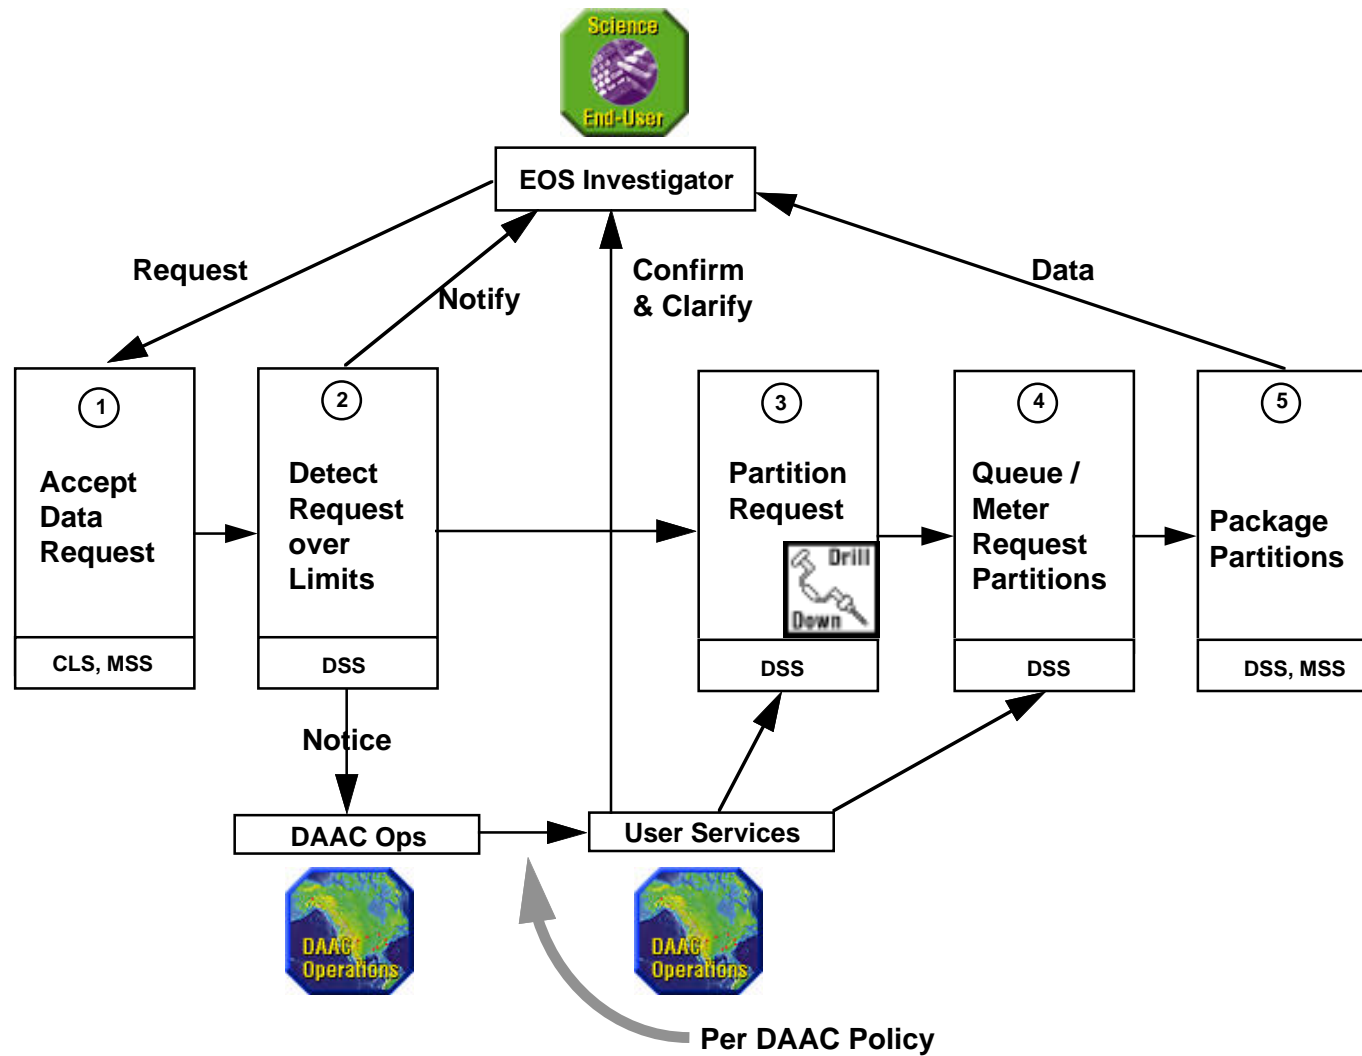 Science
End-User
EOS Investigator
Request
Notify
Confirm
& Clarify
Data
1
Accept
Data
Request
CLS, MSS
2
Detect
Request
over
Limits
DSS
3
Partition
Request
Drill
Down
DSS
4
Queue /
Meter
Request
Partitions
DSS
5
Package
Partitions
DSS, MSS
Notice
DAAC Ops
User Services
DAAC
Operations
DAAC
Operations
Per DAAC Policy